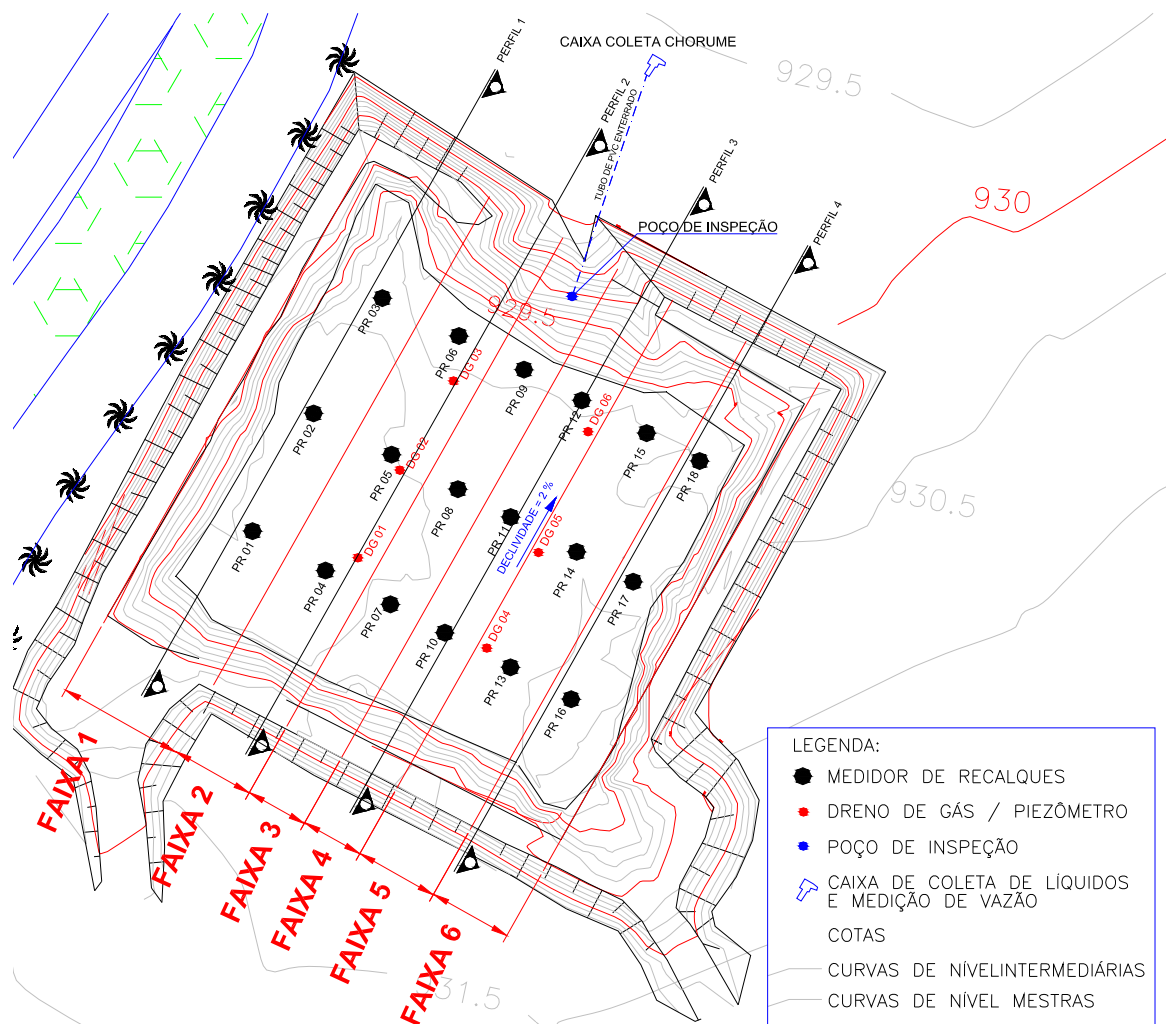 PERFIL 1
CAIXA COLETA CHORUME
929.5
PERFIL 2
TUBO DE PVC ENTERRADO
PERFIL 3
930
PERFIL 4
POÇO DE INSPEÇÃO
929.5
PR 03
PR 06
DG 03
PR 09
PR 12
DG 06
PR 02
PR 15
PR 05
DG 02
PR 18
930.5
PR 08
PR 11
DECLIVIDADE = 2 %
PR 01
DG 01
DG 05
PR 14
PR 04
PR 17
PR 07
PR 10
DG 04
PR 13
PR 16
FAIXA 1
FAIXA 2
FAIXA 3
FAIXA 4
FAIXA 5
FAIXA 6
31.5
LEGENDA:
MEDIDOR DE RECALQUES
DRENO DE GÁS / PIEZÔMETRO
POÇO DE INSPEÇÃO
CAIXA DE COLETA DE LÍQUIDOS
E MEDIÇÃO DE VAZÃO
COTAS
CURVAS DE NÍVELINTERMEDIÁRIAS
CURVAS DE NÍVEL MESTRAS